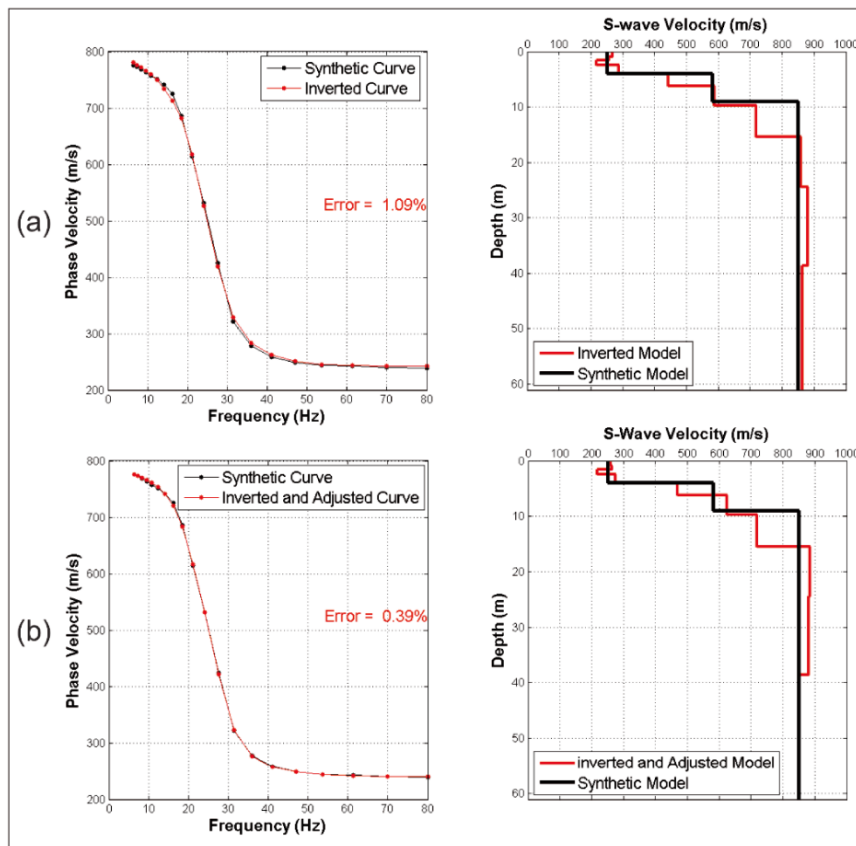 (a)
800
700
600
500
400
300
200
Phase Velocity (m/s)
Synthetic Curve
Inverted Curve
Error = 1.09%
0 10 20 30 40 50 60 70 80
Frequency (Hz)
S-wave Velocity (m/s)
0 100 200 300 400 500 600 700 800 900 1000
0
10
20
30
40
50
60
Depth (m)
Inverted Model
Synthetic Model
(b)
800
700
600
500
400
300
200
Phase Velocity (m/s)
Synthetic Curve
Inverted and Adjusted Curve
Error = 0.39%
0 10 20 30 40 50 60 70 80
Frequency (Hz)
S-Wave Velocity (m/s)
0 100 200 300 400 500 600 700 800 900 1000
0
10
20
30
40
50
60
Depth (m)
inverted and Adjusted Model
Synthetic Model